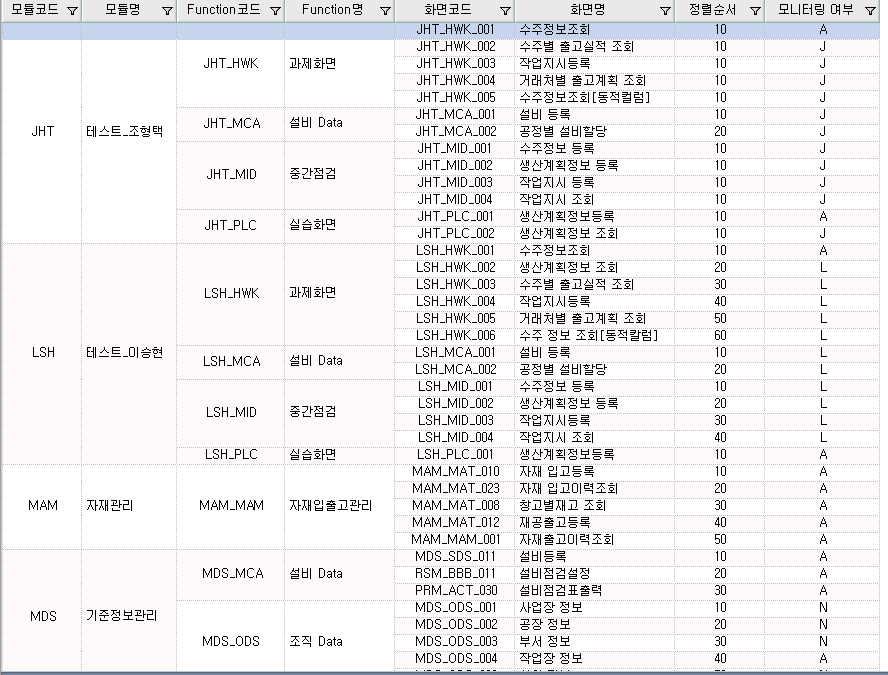 모듈코드 모듈명 Function코드 Function명 화면코드 화면명 정렬순서 모니터링 여부
JHT 테스트_조형택 JHT_HWK 과제화면 JHT_HWK_001 수주정보조회 10 A
JHT_HWK_002 수주별 출고실적 조회 10 J
JHT_HWK_003 작업지시등록 10 J
JHT_HWK_004 거래처별 출고계획 조회 10 J
JHT_HWK_005 수주정보조회[동적컬럼] 10 J
JHT_MCA 설비 Data JHT_MCA_001 설비 등록 10 J
JHT_MCA_002 공정별 설비할당 20 J
JHT_MID 중간점검 JHT_MID_001 수주정보 등록 10 J
JHT_MID_002 생산계획정보 등록 10 J
JHT_MID_003 작업지시 등록 10 J
JHT_MID_004 작업지시 조회 10 J
JHT_PLC 실습화면 JHT_PLC_001 생산계획정보등록 10 A
JHT_PLC_002 생산계획정보 조회 10 J
LSH 테스트_이승현 LSH_HWK 과제화면 LSH_HWK_001 수주정보조회 10 A
LSH_HWK_002 생산계획정보 조회 20 L
LSH_HWK_003 수주별 출고실적 조회 30 L
LSH_HWK_004 작업지시등록 40 L
LSH_HWK_005 거래처별 출고계획 조회 50 L
LSH_HWK_006 수주 정보 조회[동적칼럼] 60 L
LSH_MCA 설비 Data LSH_MCA_001 설비 등록 10 L
LSH_MCA_002 공정별 설비할당 20 L
LSH_MID 중간점검 LSH_MID_001 수주정보 등록 10 L
LSH_MID_002 생산계획정보 등록 20 L
LSH_MID_003 작업지시등록 30 L
LSH_MID_004 작업지시 조회 40 L
LSH_PLC 실습화면 LSH_PLC_001 생산계획정보등록 10 A
MAM 자재관리 MAM_MAM 자재입출고관리 MAM_MAT_010 자재 입고등록 10 A
MAM_MAT_023 자재 입고이력조회 20 A
MAM_MAT_008 창고별재고 조회 30 A
MAM_MAT_012 재공출고등록 40 A
MAM_MAM_001 자재출고이력조회 50 A
MDS 기준정보관리 MDS_MCA 설비 Data MDS_SDS_011 설비등록 10 A
RSM_BBB_011 설비점검설정 20 A
PRM_ACT_030 설비점검표출력 30 A
MDS_ODS 조직 Data MDS_ODS_001 사업장 정보 10 N
MDS_ODS_002 공장 정보 20 N
MDS_ODS_003 부서 정보 30 N
MDS_ODS_004 작업장 정보 40 A